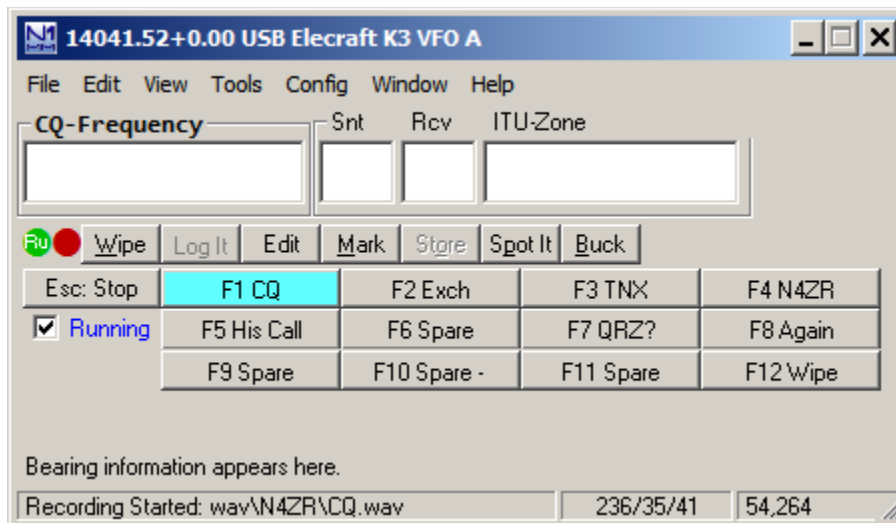 N1 14041.52+0.00 USB Elecraft K3 VFO A
File Edit View Tools Config Window Help
CQ-Frequency Snt Rcv ITU-Zone
Ru Wipe Log It Edit Mark Store Spot It Buck
Esc: Stop F1 CQ F2 Exch F3 TNX F4 N4ZR
Running F5 His Call F6 Spare F7 QRZ? F8 Again
F9 Spare F10 Spare - F11 Spare F12 Wipe
Bearing information appears here.
Recording Started: wav\N4ZR\CQ.wav 236/35/41 54,264